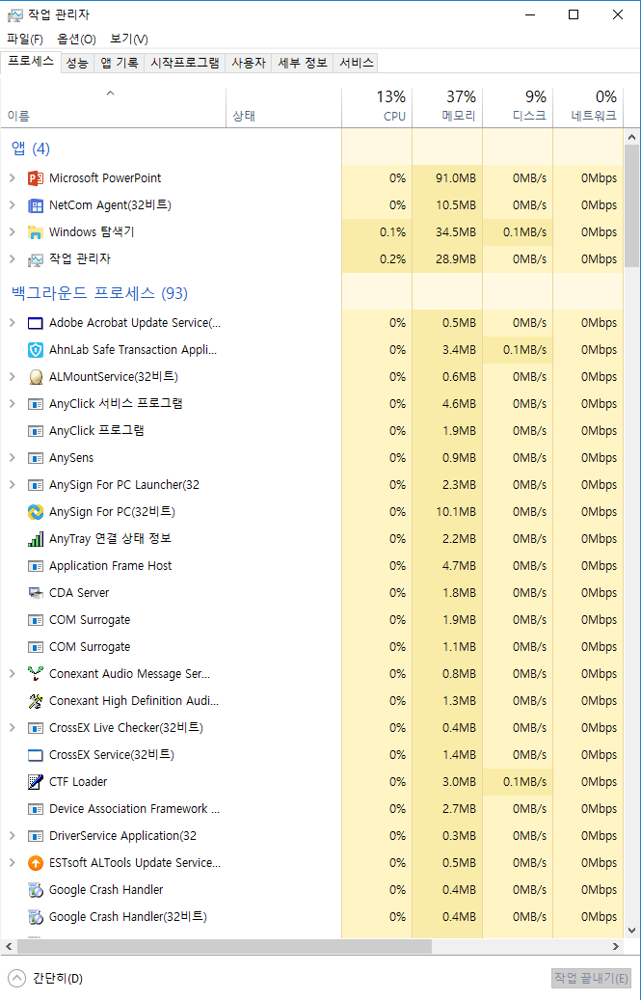 작업 관리자
파일(F) 옵션(O) 보기(V)
프로세스 성능 앱 기록 시작프로그램 사용자 세부 정보 서비스
13% 37% 9% 0%
이름 상태 CPU 메모리 디스크 네트워크
앱 (4)
Microsoft PowerPoint 0% 91.0MB 0MB/s 0Mbps
NetCom Agent(32비트) 0% 10.5MB 0MB/s 0Mbps
Windows 탐색기 0.1% 34.5MB 0.1MB/s 0Mbps
작업 관리자 0.2% 28.9MB 0MB/s 0Mbps
백그라운드 프로세스 (93)
Adobe Acrobat Update Service(... 0% 0.5MB 0MB/s 0Mbps
AhnLab Safe Transaction Appli... 0% 3.4MB 0.1MB/s 0Mbps
ALMountService(32비트) 0% 0.6MB 0MB/s 0Mbps
AnyClick 서비스 프로그램 0% 4.6MB 0MB/s 0Mbps
AnyClick 프로그램 0% 1.9MB 0MB/s 0Mbps
AnySens 0% 0.9MB 0MB/s 0Mbps
AnySign For PC Launcher(32 0% 2.3MB 0MB/s 0Mbps
AnySign For PC(32비트) 0% 10.1MB 0MB/s 0Mbps
AnyTray 연결 상태 정보 0% 2.2MB 0MB/s 0Mbps
Application Frame Host 0% 4.7MB 0MB/s 0Mbps
CDA Server 0% 1.8MB 0MB/s 0Mbps
COM Surrogate 0% 1.9MB 0MB/s 0Mbps
COM Surrogate 0% 1.1MB 0MB/s 0Mbps
Conexant Audio Message Ser... 0% 0.8MB 0MB/s 0Mbps
Conexant High Definition Audi... 0% 1.3MB 0MB/s 0Mbps
CrossEX Live Checker(32비트) 0% 0.4MB 0MB/s 0Mbps
CrossEX Service(32비트) 0% 1.4MB 0MB/s 0Mbps
CTF Loader 0% 3.0MB 0.1MB/s 0Mbps
Device Association Framework ... 0% 2.7MB 0MB/s 0Mbps
DriverService Application(32 0% 0.3MB 0MB/s 0Mbps
ESTsoft ALTools Update Service... 0% 0.5MB 0MB/s 0Mbps
Google Crash Handler 0% 0.4MB 0MB/s 0Mbps
Google Crash Handler(32비트) 0% 0.4MB 0MB/s 0Mbps
간단히(D) 작업 끝내기(E)